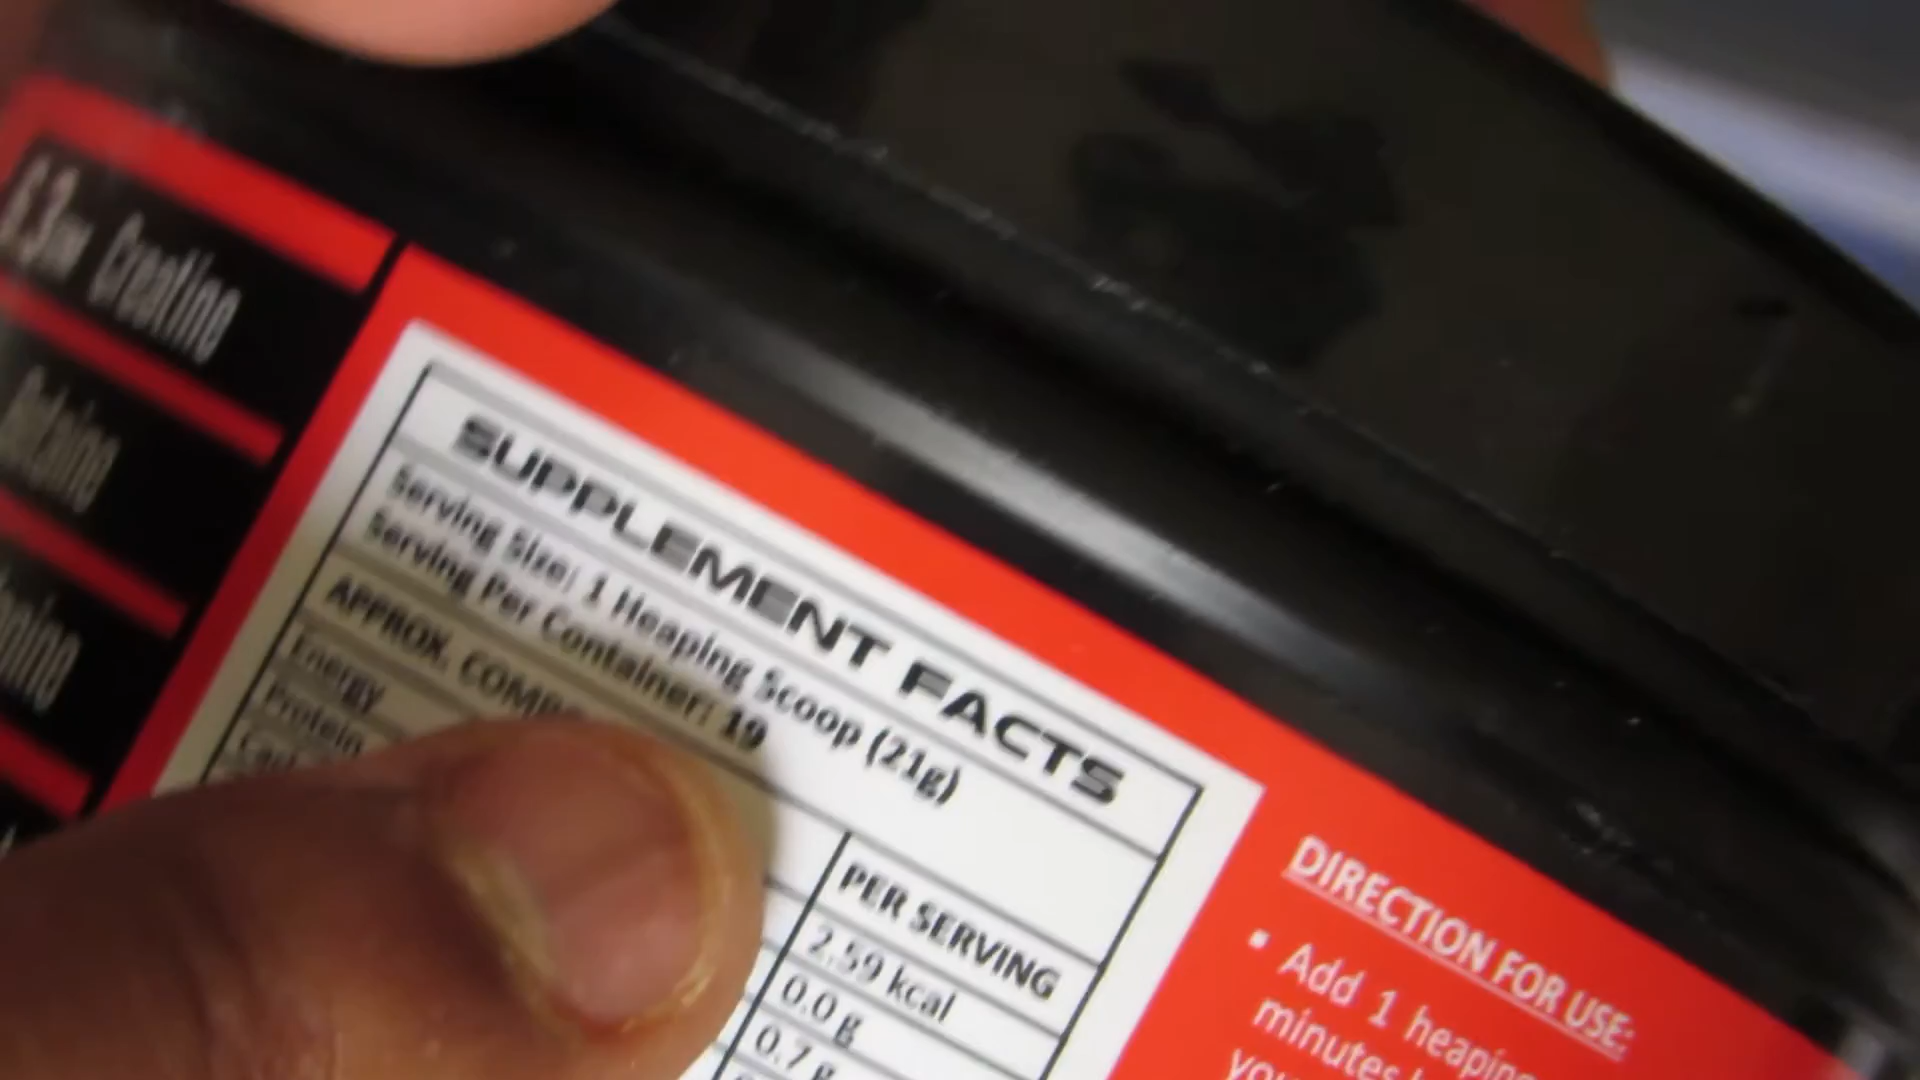 Creatine
SUPPLEMENT FACTS
Serving Size: 1 Heaping Scoop (21g)
Serving Per Container: 19
APPROX.
PER SERVING
Energy
2.59 kcal
Protein
0.0 g
0.7 g
DIRECTION FOR USE:
▪ Add 1 heaping
minutes